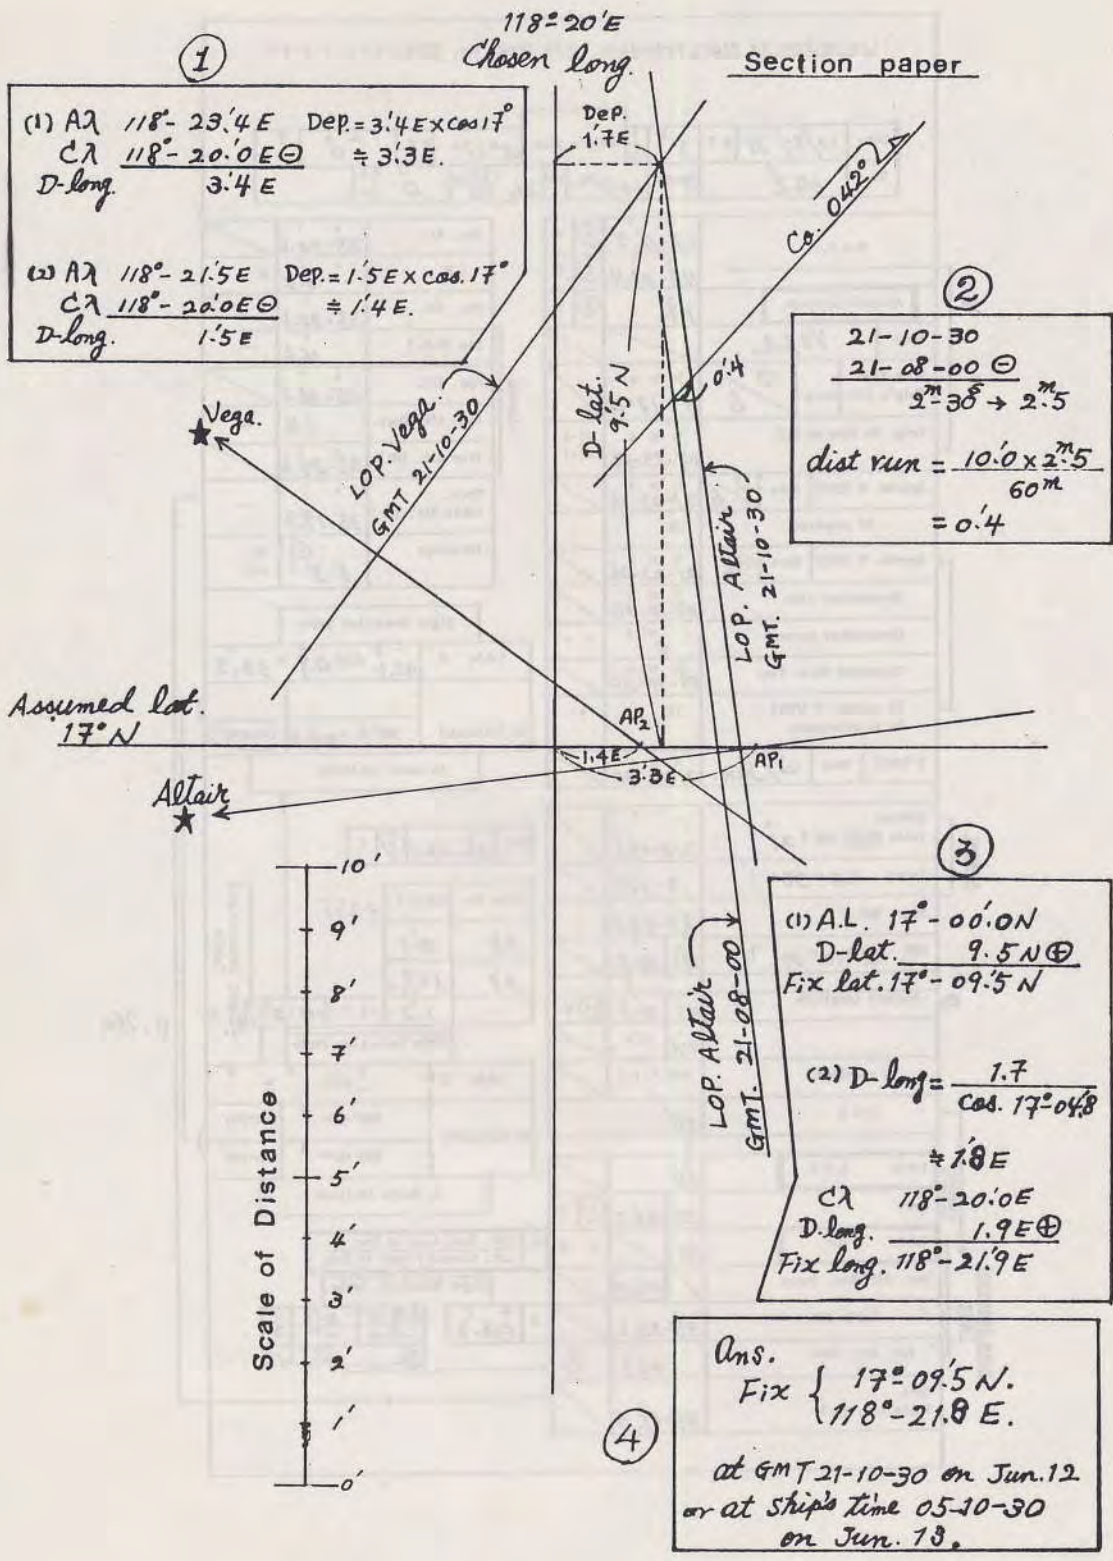 118°-20'E
Chosen long.
Section paper
①
(1) Aλ 118°-23.'4E Dep.=3.'4E×cos17°
Cλ 118°-20.'0E⊖ ≒ 3.'3E.
D-long. 3.'4E
(2) Aλ 118°-21.'5E Dep.=1.'5E×cos.17°
Cλ 118°-20.'0E⊖ ≒ 1.'4E.
D-long. 1.'5E
Dep.
1.'7E
Co. 042°
②
21-10-30
21-08-00 ⊖
2ᵐ-30ˢ → 2ᵐ.5
dist run = 10.'0 × 2ᵐ.5
60ᵐ
= 0.'4
Vega.
LOP. Vega.
GMT 21-10-30
D-lat.
9.'5 N
0.'4
LOP. Altair
GMT. 21-10-30
Assumed lat.
17°N
AP₂
1.4E
3.'3E
AP₁
Altair
10'
9'
8'
7'
6'
5'
4'
3'
2'
1'
0'
Scale of Distance
LOP. Altair
GMT. 21-08-00
③
(1) A.L. 17°-00.'0N
D-lat. 9.5N⊕
Fix lat. 17°-09.'5N
(2) D-long = 1.7
cos. 17°-04.'8
≒ 1.'8E
Cλ 118°-20.'0E
D.long. 1.9E⊕
Fix long. 118°-21.'9E
④
Ans.
Fix { 17°-09.'5N.
118°-21.8E.
at GMT 21-10-30 on Jun.12
or at ship's time 05-10-30
on Jun. 13.